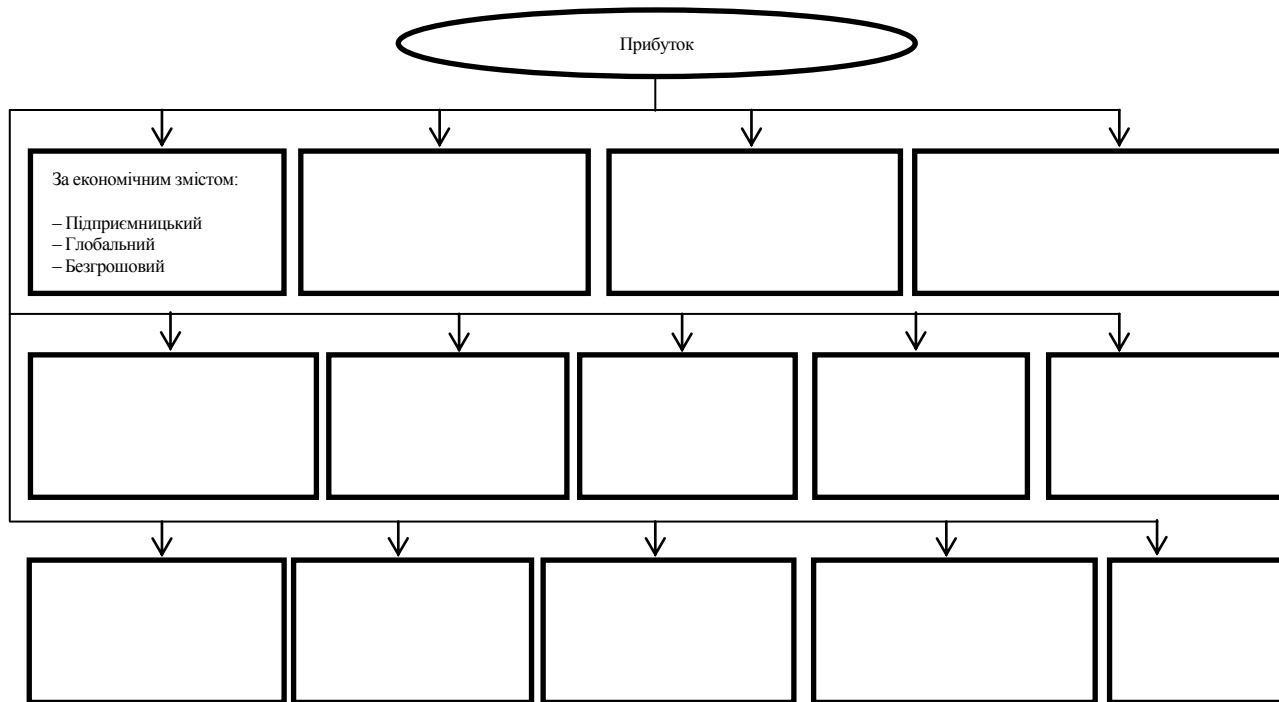 Прибуток
За економічним змістом:
– Підприємницький
– Глобальний
– Безгрошовий